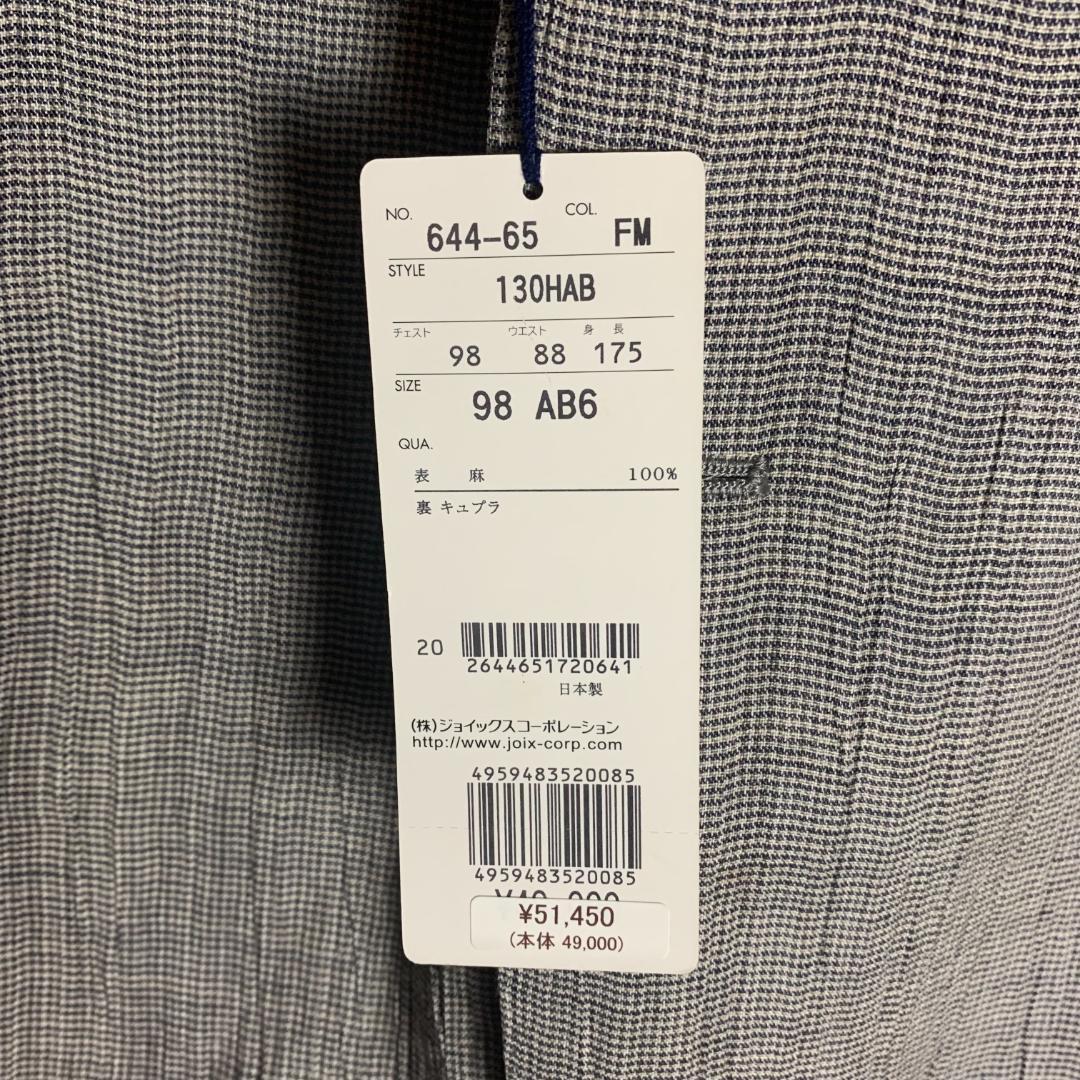 NO. COL.
644-65 FM
STYLE
130HAB
チェスト ウエスト 身 長
98 88 175
SIZE
98 AB6
QUA.
表 麻 100%
裏 キュプラ
20
2644651720641
日本製
(株)ジョイックスコーポレーション
http://www.joix-corp.com
4959483520085
4959483520085
¥51,450
(本体 49,000)